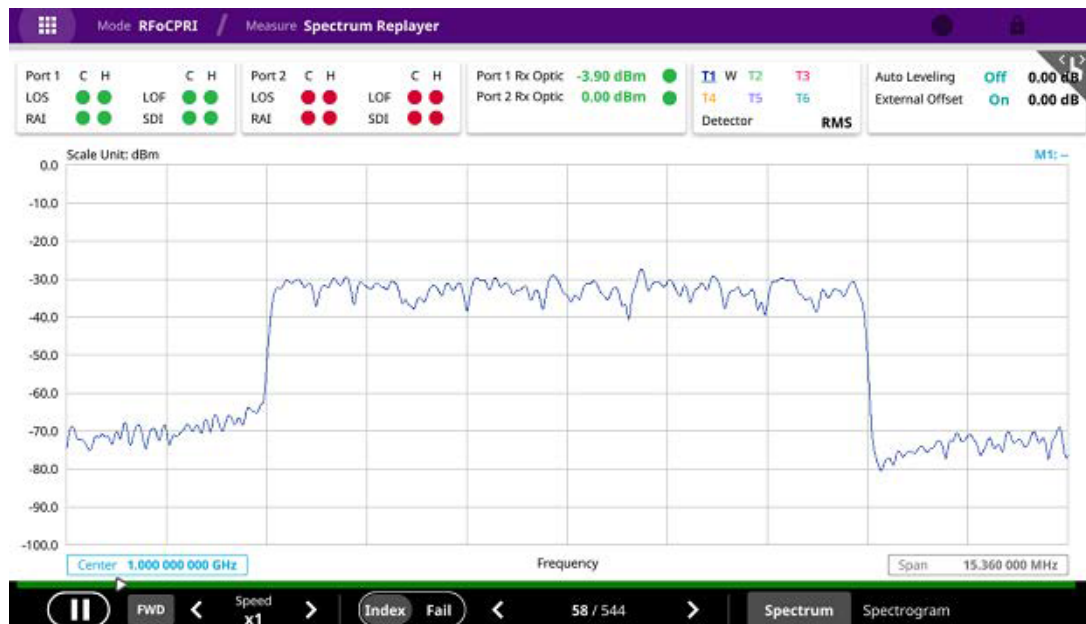 Mode RFoCPRI / Measure Spectrum Replayer
Port 1 C H C H
LOS LOF
RAI SDI
Port 2 C H C H
LOS LOF
RAI SDI
Port 1 Rx Optic -3.90 dBm
Port 2 Rx Optic 0.00 dBm
T1 W T2 T3
T4 T5 T6
Detector RMS
Auto Leveling Off 0.00 dB
External Offset On 0.00 dB
Scale Unit: dBm
M1: --
0.0
-10.0
-20.0
-30.0
-40.0
-50.0
-60.0
-70.0
-80.0
-90.0
-100.0
Center 1.000 000 000 GHz
Frequency
Span 15.360 000 MHz
FWD
Speed
x1
Index Fail
58 / 544
Spectrum Spectrogram